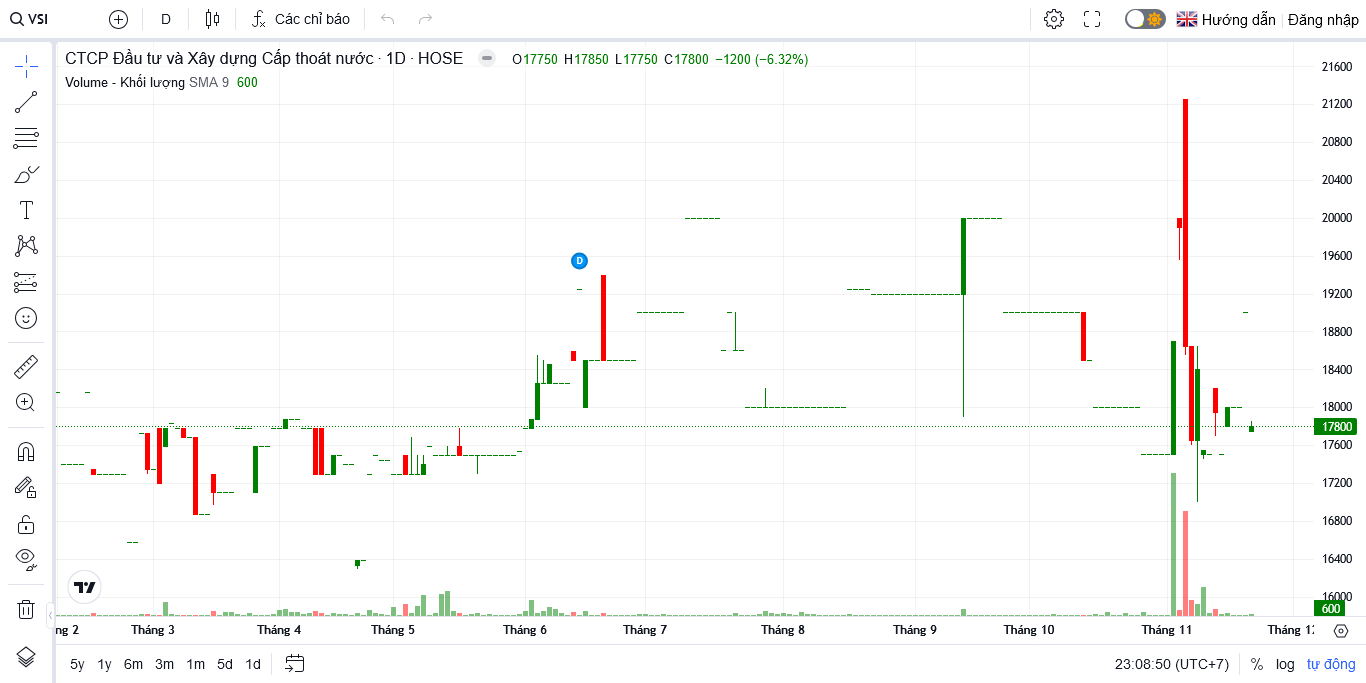 VSI D Các chỉ báo Hướng dẫn Đăng nhập
CTCP Đầu tư và Xây dựng Cấp thoát nước · 1D · HOSE O17750 H17850 L17750 C17800 −1200 (−6.32%)
Volume - Khối lượng SMA 9 600
21600
21200
20800
20400
20000
19600
D
19200
18800
18400
18000
17800
17600
17200
16800
16400
16000
600
ng 2 Tháng 3 Tháng 4 Tháng 5 Tháng 6 Tháng 7 Tháng 8 Tháng 9 Tháng 10 Tháng 11 Tháng 1
5y 1y 6m 3m 1m 5d 1d 23:08:50 (UTC+7) % log tự động